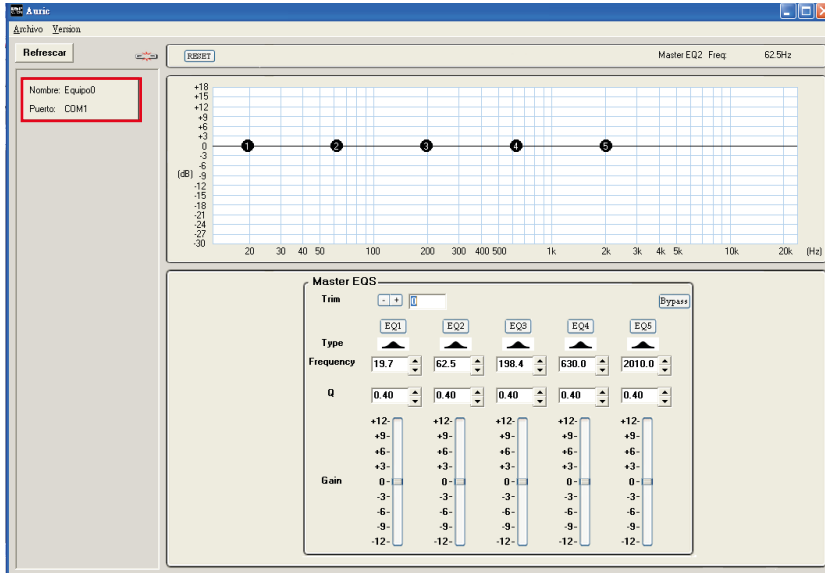 Auric
Archivo Version
Refrescar
Nombre: Equipo0
Puerto: COM1
RESET Master EQ2 Freq: 62.5Hz
+18
+15
+12
+9
+6
+3
0
-3
-6
(dB) -9
-12
-15
-18
-21
-24
-27
-30
1 2 3 4 5
20 30 40 50 100 200 300 400 500 1k 2k 3k 4k 5k 10k 20k (Hz)
Master EQS
Trim - + 0 Bypass
EQ1 EQ2 EQ3 EQ4 EQ5
Type
Frequency 19.7 62.5 198.4 630.0 2010.0
Q 0.40 0.40 0.40 0.40 0.40
+12- +12- +12- +12- +12-
+9- +9- +9- +9- +9-
+6- +6- +6- +6- +6-
+3- +3- +3- +3- +3-
Gain 0- 0- 0- 0- 0-
-3- -3- -3- -3- -3-
-6- -6- -6- -6- -6-
-9- -9- -9- -9- -9-
-12- -12- -12- -12- -12-